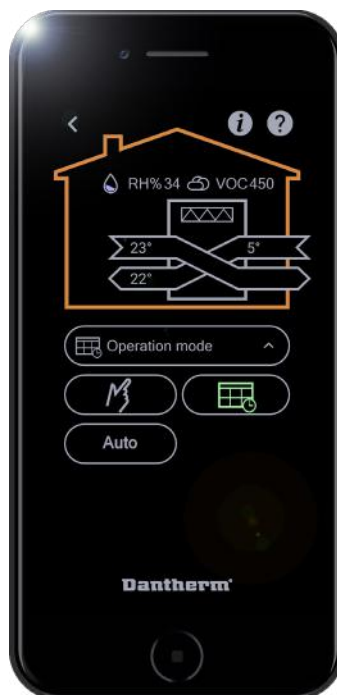 i ?
RH% 34 VOC 450
23° 5°
22°
Operation mode
Auto
Dantherm